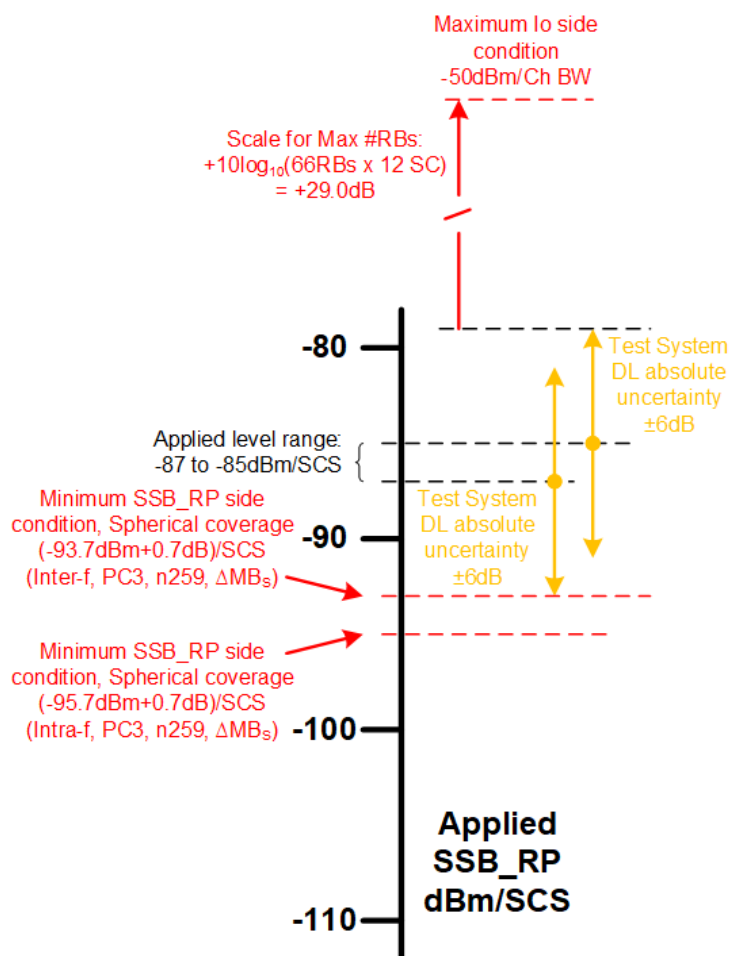 Maximum Io side
condition
-50dBm/Ch BW
Scale for Max #RBs:
+10log₁₀(66RBs x 12 SC)
= +29.0dB
-80
Test System
DL absolute
uncertainty
±6dB
Applied level range:
-87 to -85dBm/SCS
Minimum SSB_RP side
condition, Spherical coverage
(-93.7dBm+0.7dB)/SCS
(Inter-f, PC3, n259, ΔMBₛ)
-90
Test System
DL absolute
uncertainty
±6dB
Minimum SSB_RP side
condition, Spherical coverage
(-95.7dBm+0.7dB)/SCS
(Intra-f, PC3, n259, ΔMBₛ)
-100
Applied
SSB_RP
dBm/SCS
-110